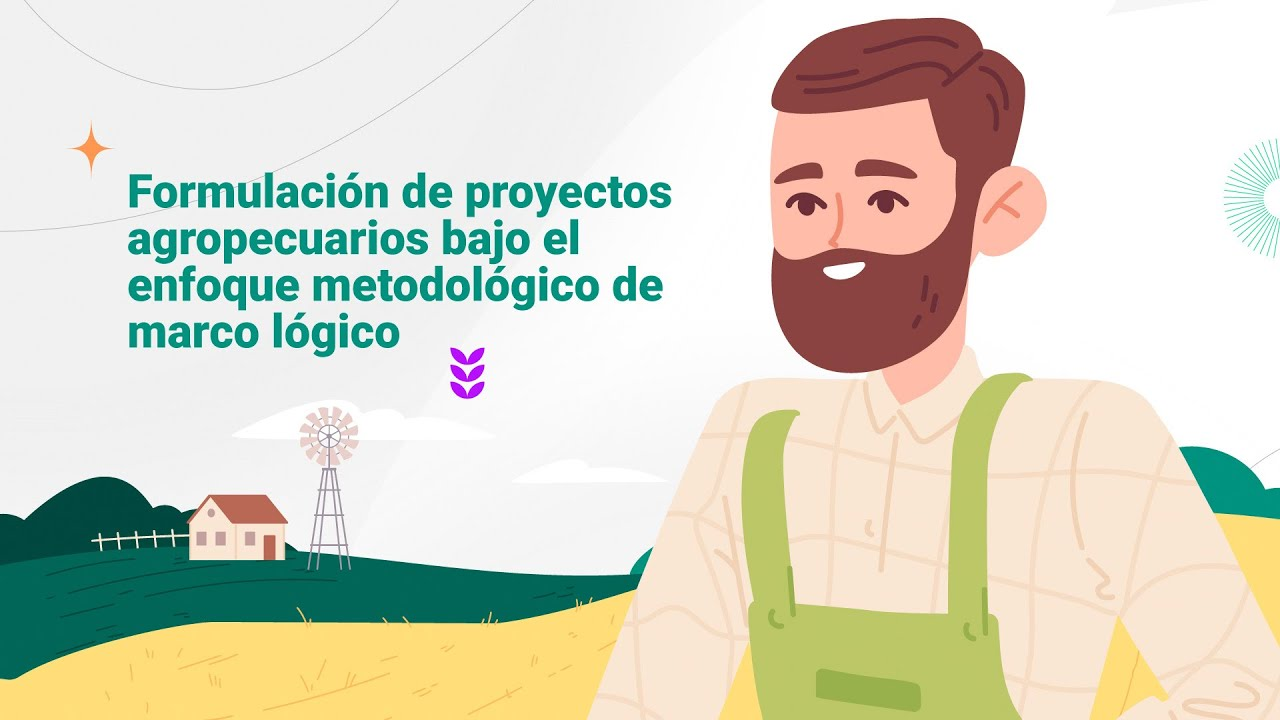 Formulación de proyectos
agropecuarios bajo el
enfoque metodológico de
marco lógico